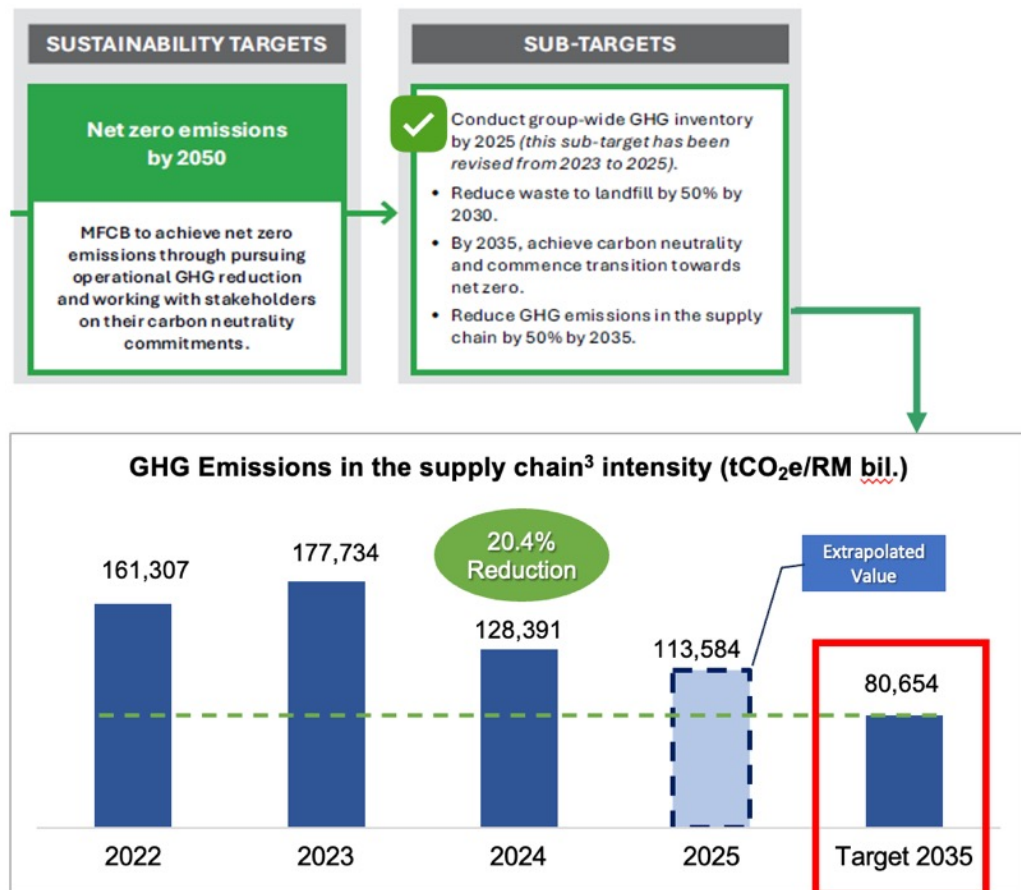 SUSTAINABILITY TARGETS
Net zero emissions
by 2050
MFCB to achieve net zero
emissions through pursuing
operational GHG reduction
and working with stakeholders
on their carbon neutrality
commitments.
SUB-TARGETS
Conduct group-wide GHG inventory
by 2025 (this sub-target has been
revised from 2023 to 2025).
• Reduce waste to landfill by 50% by
2030.
• By 2035, achieve carbon neutrality
and commence transition towards
net zero.
• Reduce GHG emissions in the supply
chain by 50% by 2035.
GHG Emissions in the supply chain³ intensity (tCO₂e/RM bil.)
161,307
177,734
20.4%
Reduction
128,391
113,584
Extrapolated
Value
80,654
2022
2023
2024
2025
Target 2035